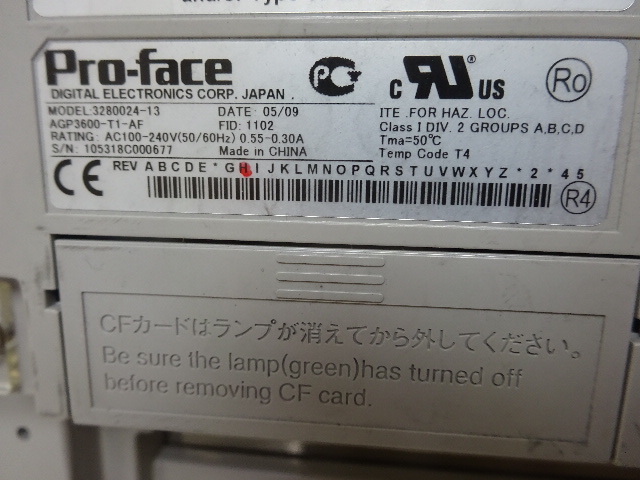 Pro-face
DIGITAL ELECTRONICS CORP. JAPAN .
MODEL:3280024-13 DATE: 05/09
AGP3600-T1-AF FID: 1102
RATING: AC100-240V(50/60Hz) 0.55-0.30A
S/N: 105318C000677 Made in CHINA
c RU US
Ro
ITE .FOR HAZ. LOC.
Class I DIV. 2 GROUPS A,B,C,D
Tma=50℃
Temp Code T4
CE REV A B C D E * G H I J K L M N O P Q R S T U V W X Y Z * 2 * 4 5
R4
CFカードはランプが消えてから外してください。
Be sure the lamp(green)has turned off
before removing CF card.